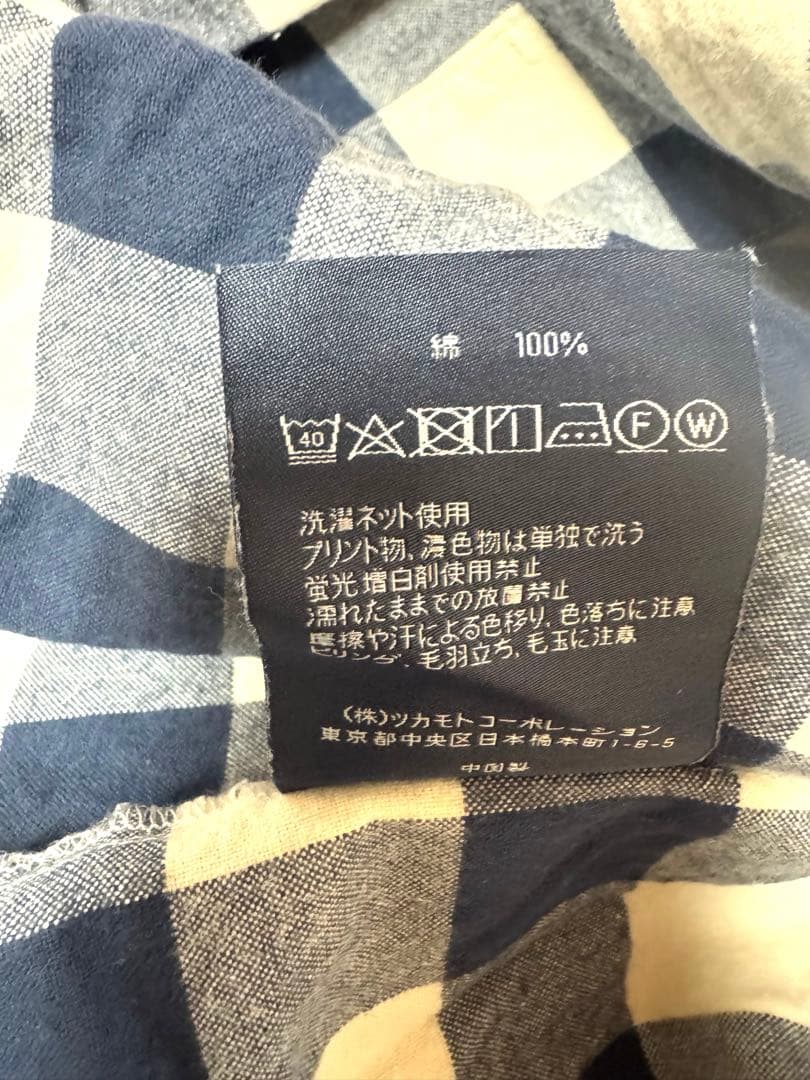 綿 100%
40 F W
洗濯ネット使用
プリント物、濃色物は単独で洗う
蛍光増白剤使用禁止
濡れたままでの放置禁止
摩擦や汗による色移り、色落ちに注意
ピリング、毛羽立ち、毛玉に注意
(株)ツカモトコーポレーション
東京都中央区日本橋本町1-6-5
中国製